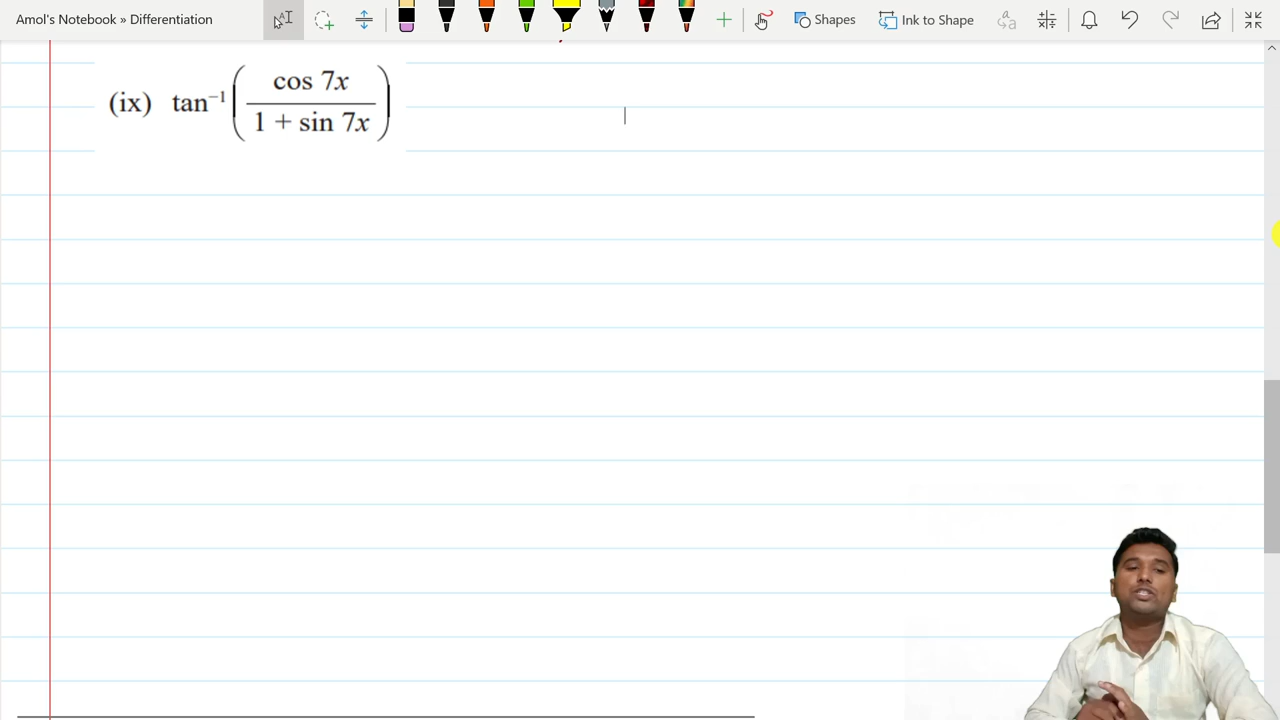 Amol's Notebook » Differentiation
Shapes
Ink to Shape
(ix) tan⁻¹ ( cos 7x / 1 + sin 7x )